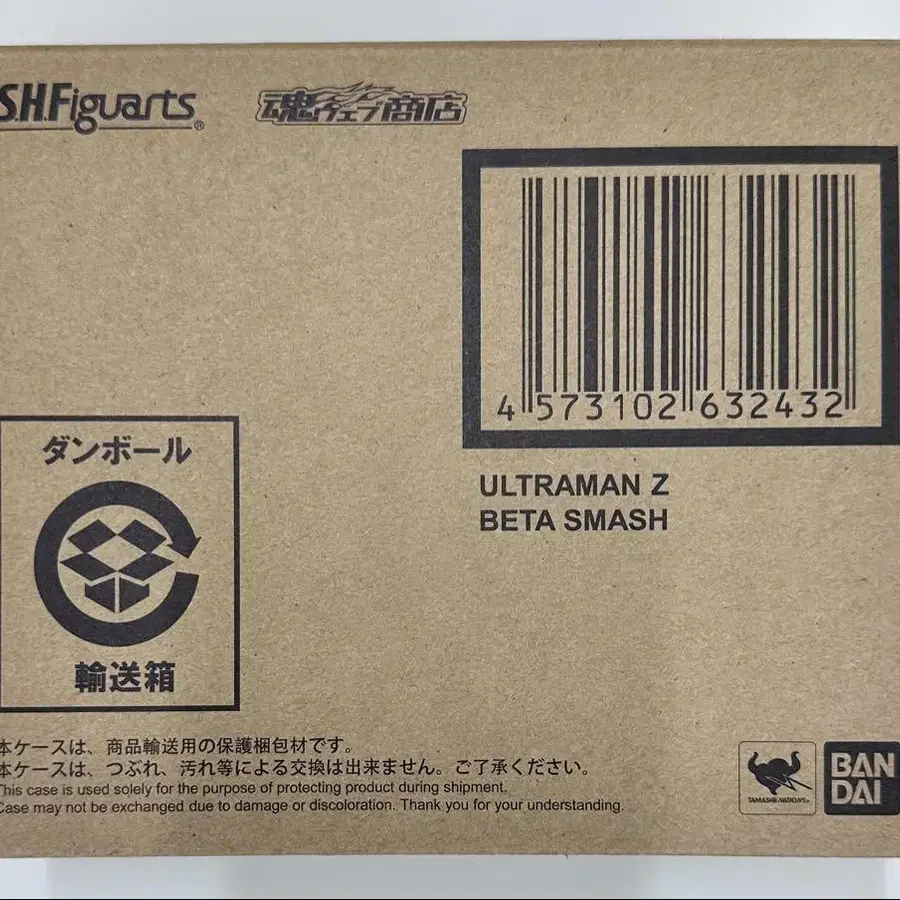 S.H.Figuarts®
魂ウェブ商店
4 573102 632432
ULTRAMAN Z
BETA SMASH
ダンボール
輸送箱
本ケースは、商品輸送用の保護梱包材です。
本ケースは、つぶれ、汚れ等による交換は出来ません。ご了承ください。
This case is used solely for the purpose of protecting product during shipment.
Case may not be exchanged due to damage or discoloration. Thank you for your understanding.
TAMASHII NATIONS
BAN
DAI